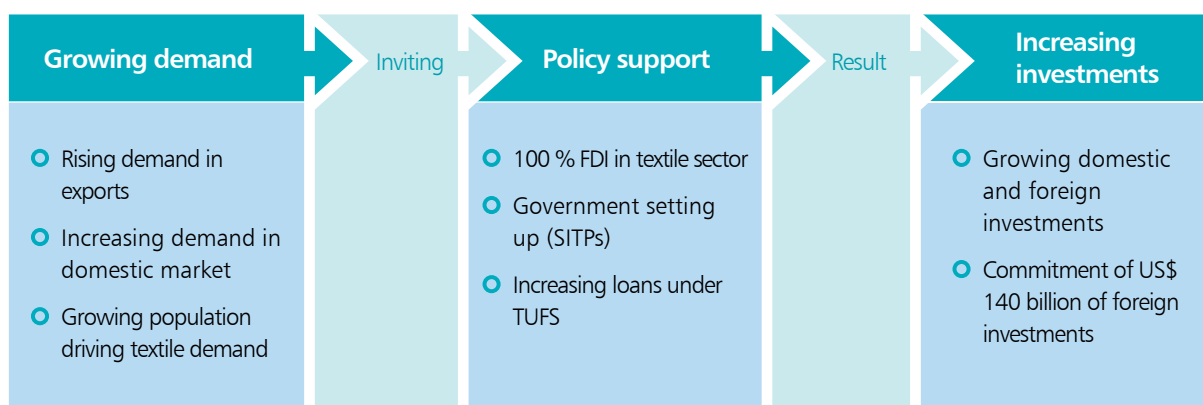 Growing demand
Rising demand in
exports
Increasing demand in
domestic market
Growing population
driving textile demand
Inviting
Policy support
100 % FDI in textile sector
Government setting
up (SITPs)
Increasing loans under
TUFS
Result
Increasing
investments
Growing domestic
and foreign
investments
Commitment of US$
140 billion of foreign
investments